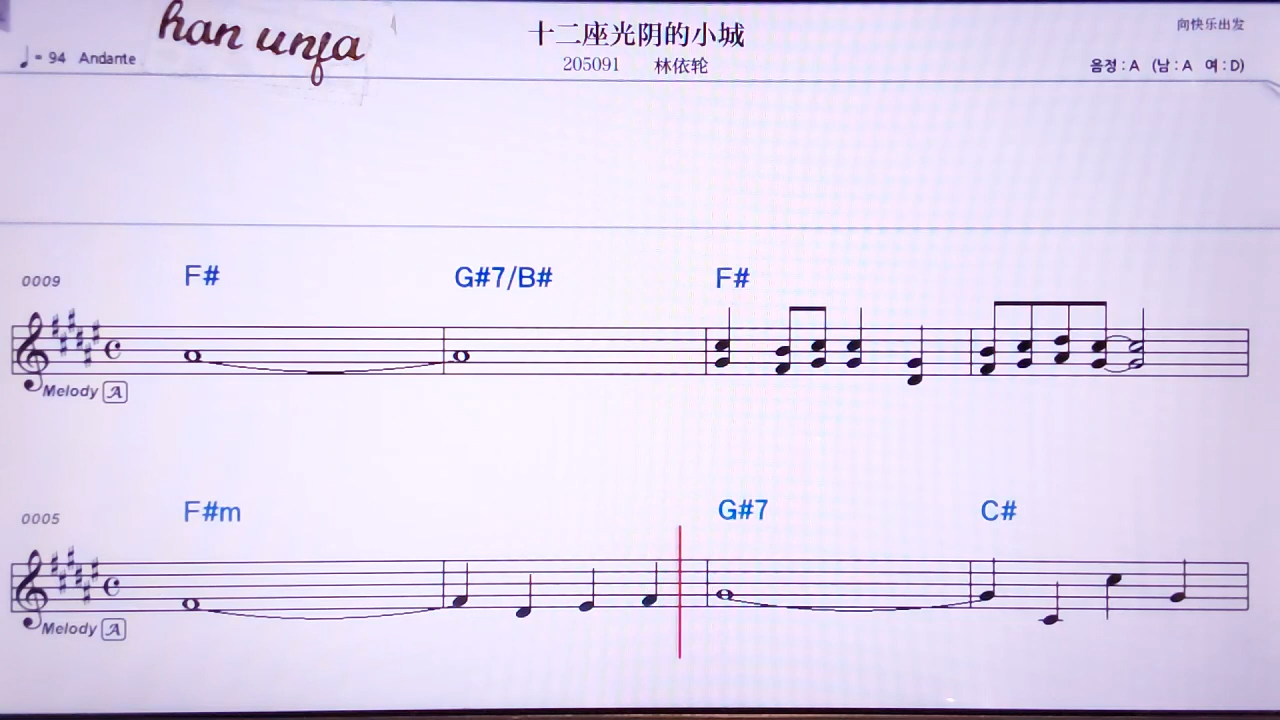 han unja
十二座光阴的小城
向快乐出发
♩= 94 Andante
205091 林依轮
음정 : A (남 : A 여 : D)
F# G#7/B# F#
0009
Melody A
F#m G#7 C#
0005
Melody A